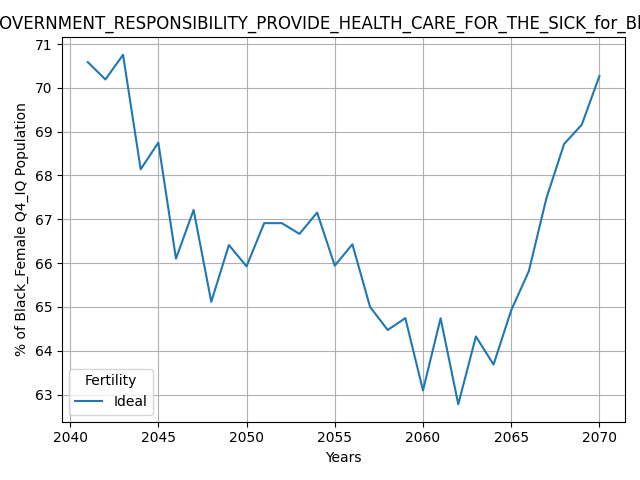 OVERNMENT_RESPONSIBILITY_PROVIDE_HEALTH_CARE_FOR_THE_SICK_for_Bl
71
70
69
68
67
66
65
64
63
% of Black_Female Q4_IQ Population
Fertility
Ideal
2040 2045 2050 2055 2060 2065 2070
Years